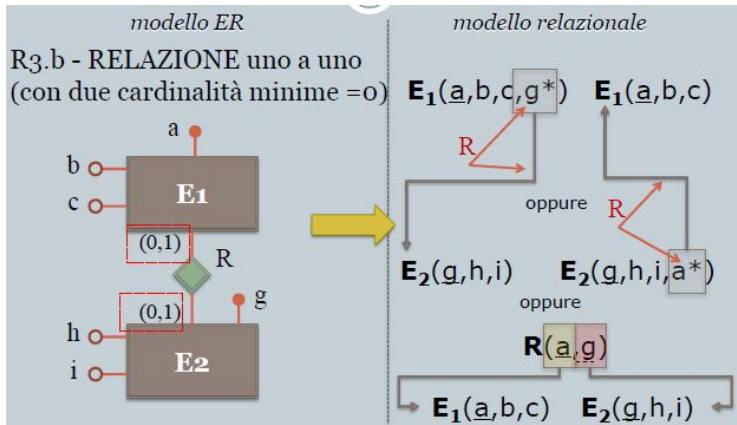 modello ER
R3.b - RELAZIONE uno a uno
(con due cardinalità minime =0)
a
b
c
E1
(0,1)
R
(0,1)
g
h
i
E2
modello relazionale
E1(a,b,c,g*)
E1(a,b,c)
R
R
oppure
E2(g,h,i)
E2(g,h,i,a*)
oppure
R(a,g)
E1(a,b,c)
E2(g,h,i)